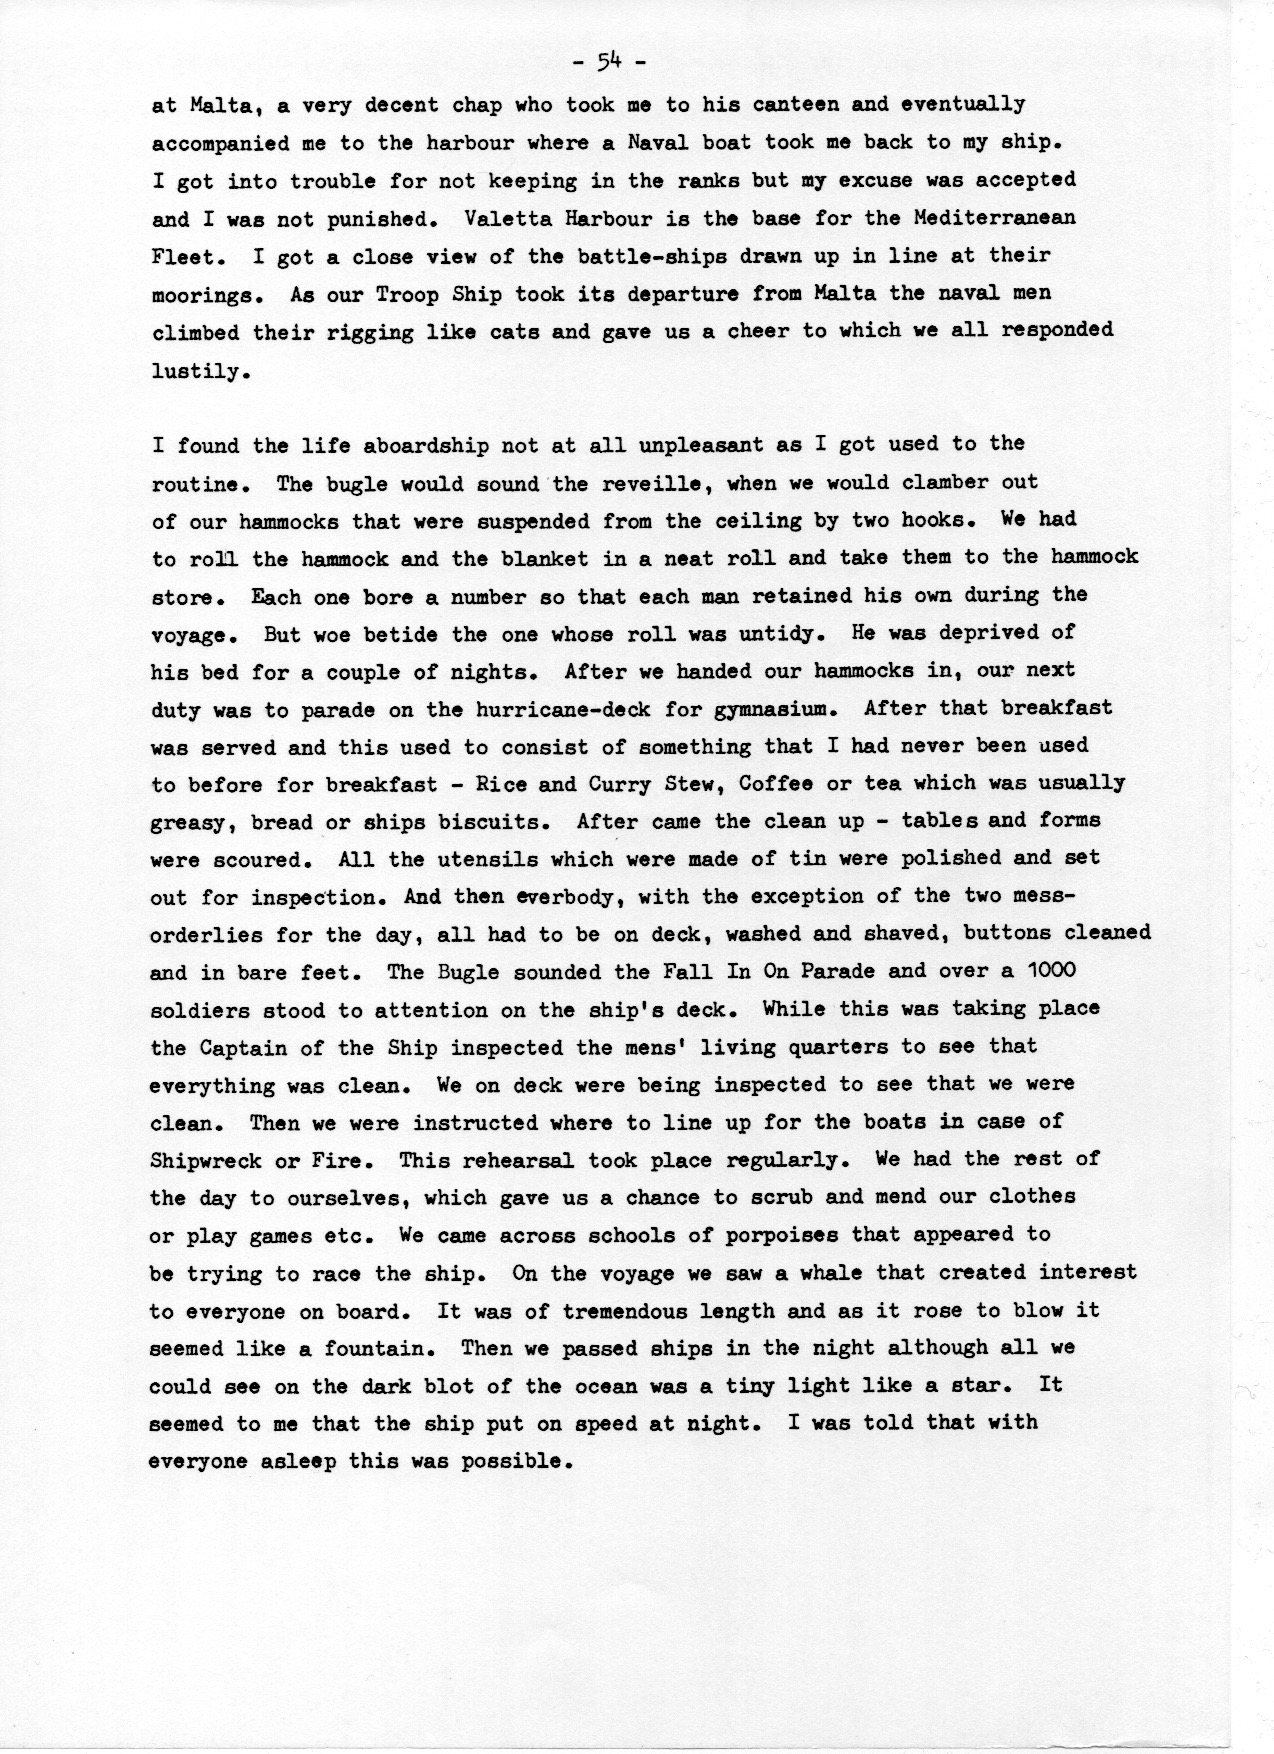 - 54 -
at Malta, a very decent chap who took me to his canteen and eventually
accompanied me to the harbour where a Naval boat took me back to my ship.
I got into trouble for not keeping in the ranks but my excuse was accepted
and I was not punished. Valetta Harbour is the base for the Mediterranean
Fleet. I got a close view of the battle-ships drawn up in line at their
moorings. As our Troop Ship took its departure from Malta the naval men
climbed their rigging like cats and gave us a cheer to which we all responded
lustily.

I found the life aboardship not at all unpleasant as I got used to the
routine. The bugle would sound the reveille, when we would clamber out
of our hammocks that were suspended from the ceiling by two hooks. We had
to roll the hammock and the blanket in a neat roll and take them to the hammock
store. Each one bore a number so that each man retained his own during the
voyage. But woe betide the one whose roll was untidy. He was deprived of
his bed for a couple of nights. After we handed our hammocks in, our next
duty was to parade on the hurricane-deck for gymnasium. After that breakfast
was served and this used to consist of something that I had never been used
to before for breakfast - Rice and Curry Stew, Coffee or tea which was usually
greasy, bread or ships biscuits. After came the clean up - tables and forms
were scoured. All the utensils which were made of tin were polished and set
out for inspection. And then everbody, with the exception of the two mess-
orderlies for the day, all had to be on deck, washed and shaved, buttons cleaned
and in bare feet. The Bugle sounded the Fall In On Parade and over a 1000
soldiers stood to attention on the ship's deck. While this was taking place
the Captain of the Ship inspected the mens' living quarters to see that
everything was clean. We on deck were being inspected to see that we were
clean. Then we were instructed where to line up for the boats in case of
Shipwreck or Fire. This rehearsal took place regularly. We had the rest of
the day to ourselves, which gave us a chance to scrub and mend our clothes
or play games etc. We came across schools of porpoises that appeared to
be trying to race the ship. On the voyage we saw a whale that created interest
to everyone on board. It was of tremendous length and as it rose to blow it
seemed like a fountain. Then we passed ships in the night although all we
could see on the dark blot of the ocean was a tiny light like a star. It
seemed to me that the ship put on speed at night. I was told that with
everyone asleep this was possible.